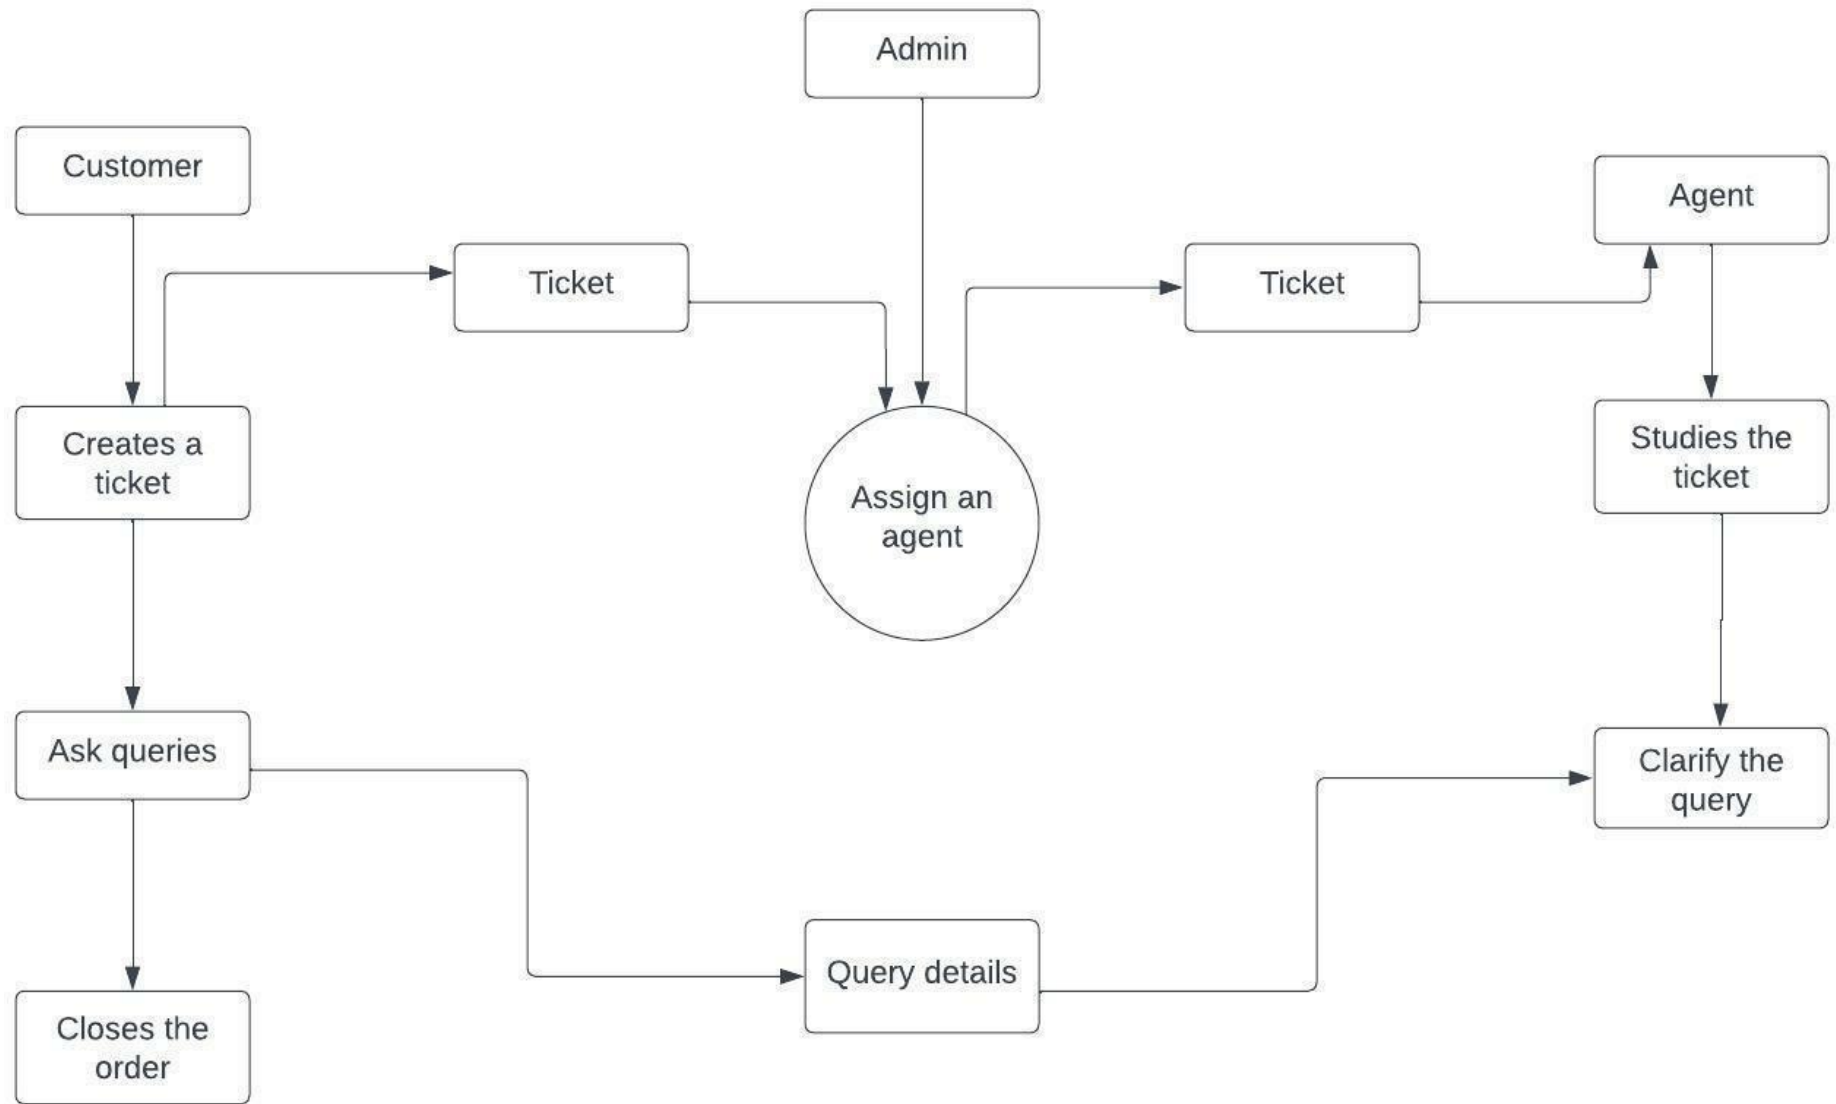 Admin
Customer
Agent
Ticket
Ticket
Creates a
ticket
Assign an
agent
Studies the
ticket
Ask queries
Clarify the
query
Query details
Closes the
order